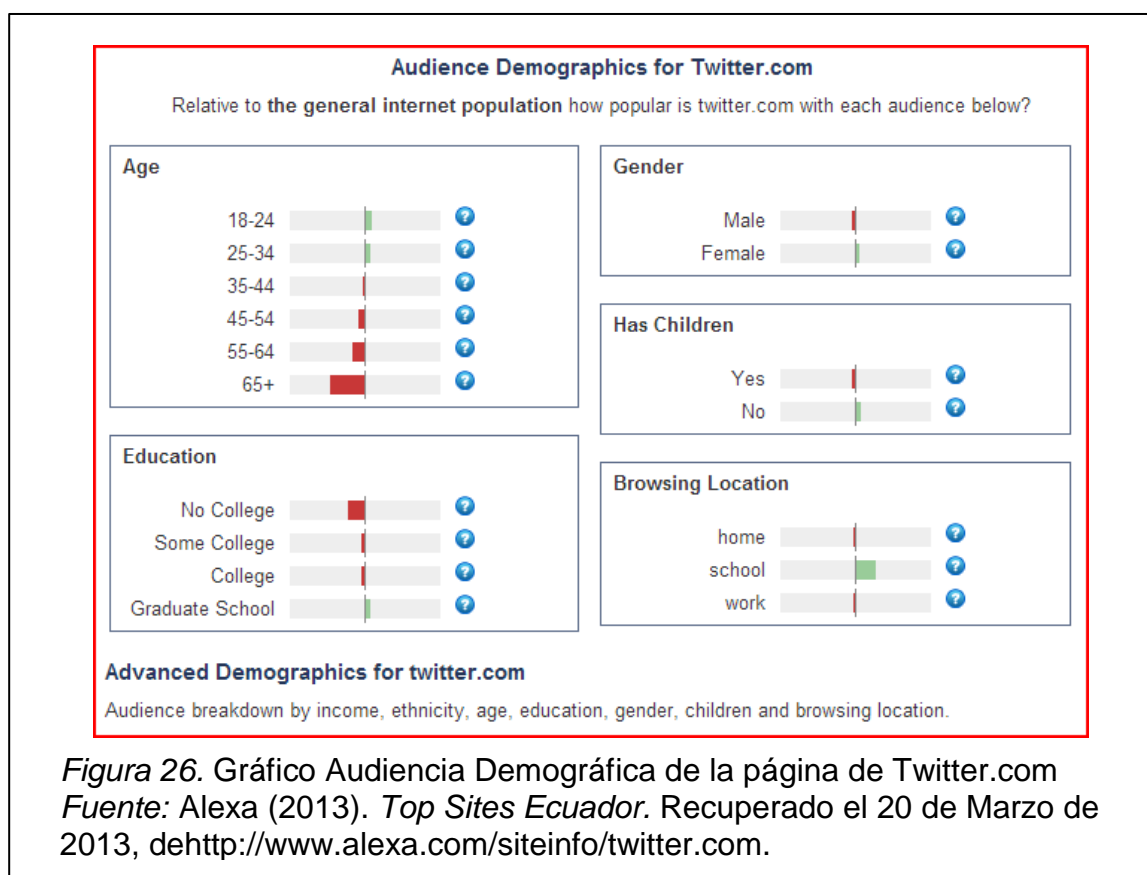 Audience Demographics for Twitter.com
Relative to the general internet population how popular is twitter.com with each audience below?
Age
18-24 ?
25-34 ?
35-44 ?
45-54 ?
55-64 ?
65+ ?
Education
No College ?
Some College ?
College ?
Graduate School ?
Gender
Male ?
Female ?
Has Children
Yes ?
No ?
Browsing Location
home ?
school ?
work ?
Advanced Demographics for twitter.com
Audience breakdown by income, ethnicity, age, education, gender, children and browsing location.
Figura 26. Gráfico Audiencia Demográfica de la página de Twitter.com
Fuente: Alexa (2013). Top Sites Ecuador. Recuperado el 20 de Marzo de
2013, dehttp://www.alexa.com/siteinfo/twitter.com.